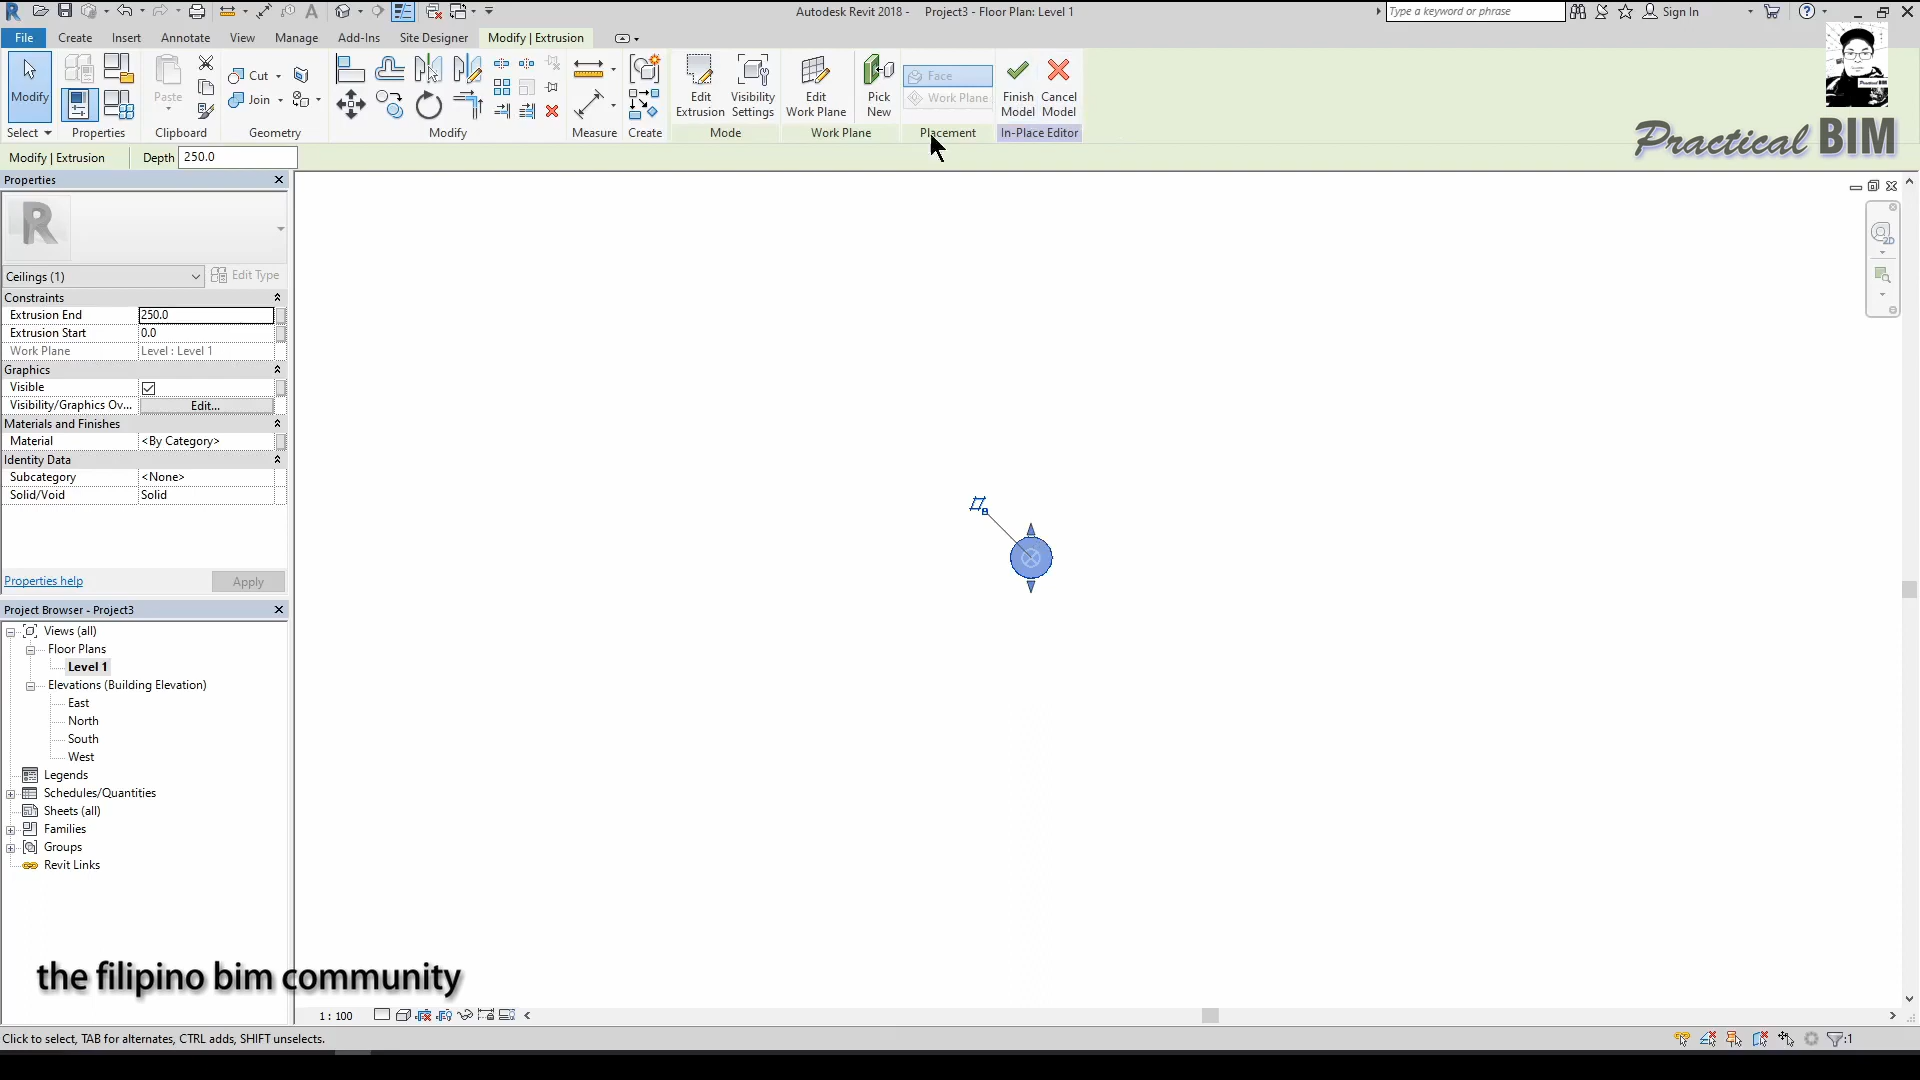 Autodesk Revit 2018 - Project3 - Floor Plan: Level 1
Type a keyword or phrase
Sign In
File Create Insert Annotate View Manage Add-Ins Site Designer Modify | Extrusion
Modify
Paste
Cut
Join
Edit Extrusion
Visibility Settings
Edit Work Plane
Pick New
Face
Work Plane
Finish Model
Cancel Model
Select Properties Clipboard Geometry Modify Measure Create Mode Work Plane Placement In-Place Editor
Practical BIM
Modify | Extrusion Depth 250.0
Properties
Ceilings (1) Edit Type
Constraints
Extrusion End 250.0
Extrusion Start 0.0
Work Plane Level : Level 1
Graphics
Visible
Visibility/Graphics Ov... Edit...
Materials and Finishes
Material <By Category>
Identity Data
Subcategory <None>
Solid/Void Solid
Properties help Apply
Project Browser - Project3
Views (all)
Floor Plans
Level 1
Elevations (Building Elevation)
East
North
South
West
Legends
Schedules/Quantities
Sheets (all)
Families
Groups
Revit Links
the filipino bim community
1 : 100
Click to select, TAB for alternates, CTRL adds, SHIFT unselects.
:1